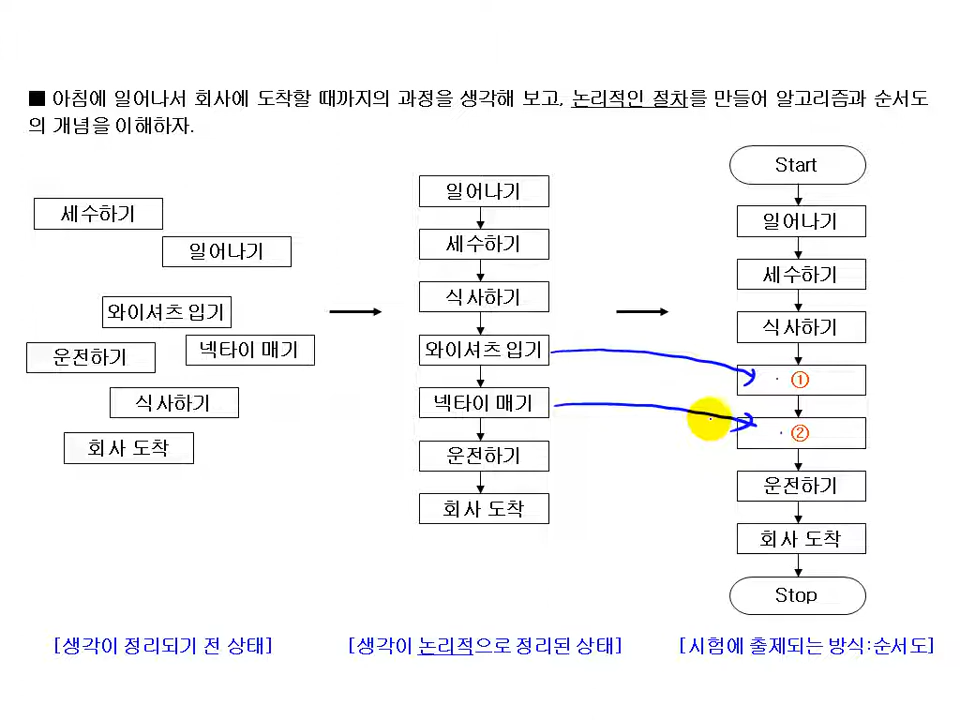 ■ 아침에 일어나서 회사에 도착할 때까지의 과정을 생각해 보고, 논리적인 절차를 만들어 알고리즘과 순서도
의 개념을 이해하자.
세수하기
일어나기
와이셔츠 입기
운전하기
넥타이 매기
식사하기
회사 도착
[생각이 정리되기 전 상태]
일어나기
세수하기
식사하기
와이셔츠 입기
넥타이 매기
운전하기
회사 도착
[생각이 논리적으로 정리된 상태]
Start
일어나기
세수하기
식사하기
①
②
운전하기
회사 도착
Stop
[시험에 출제되는 방식:순서도]